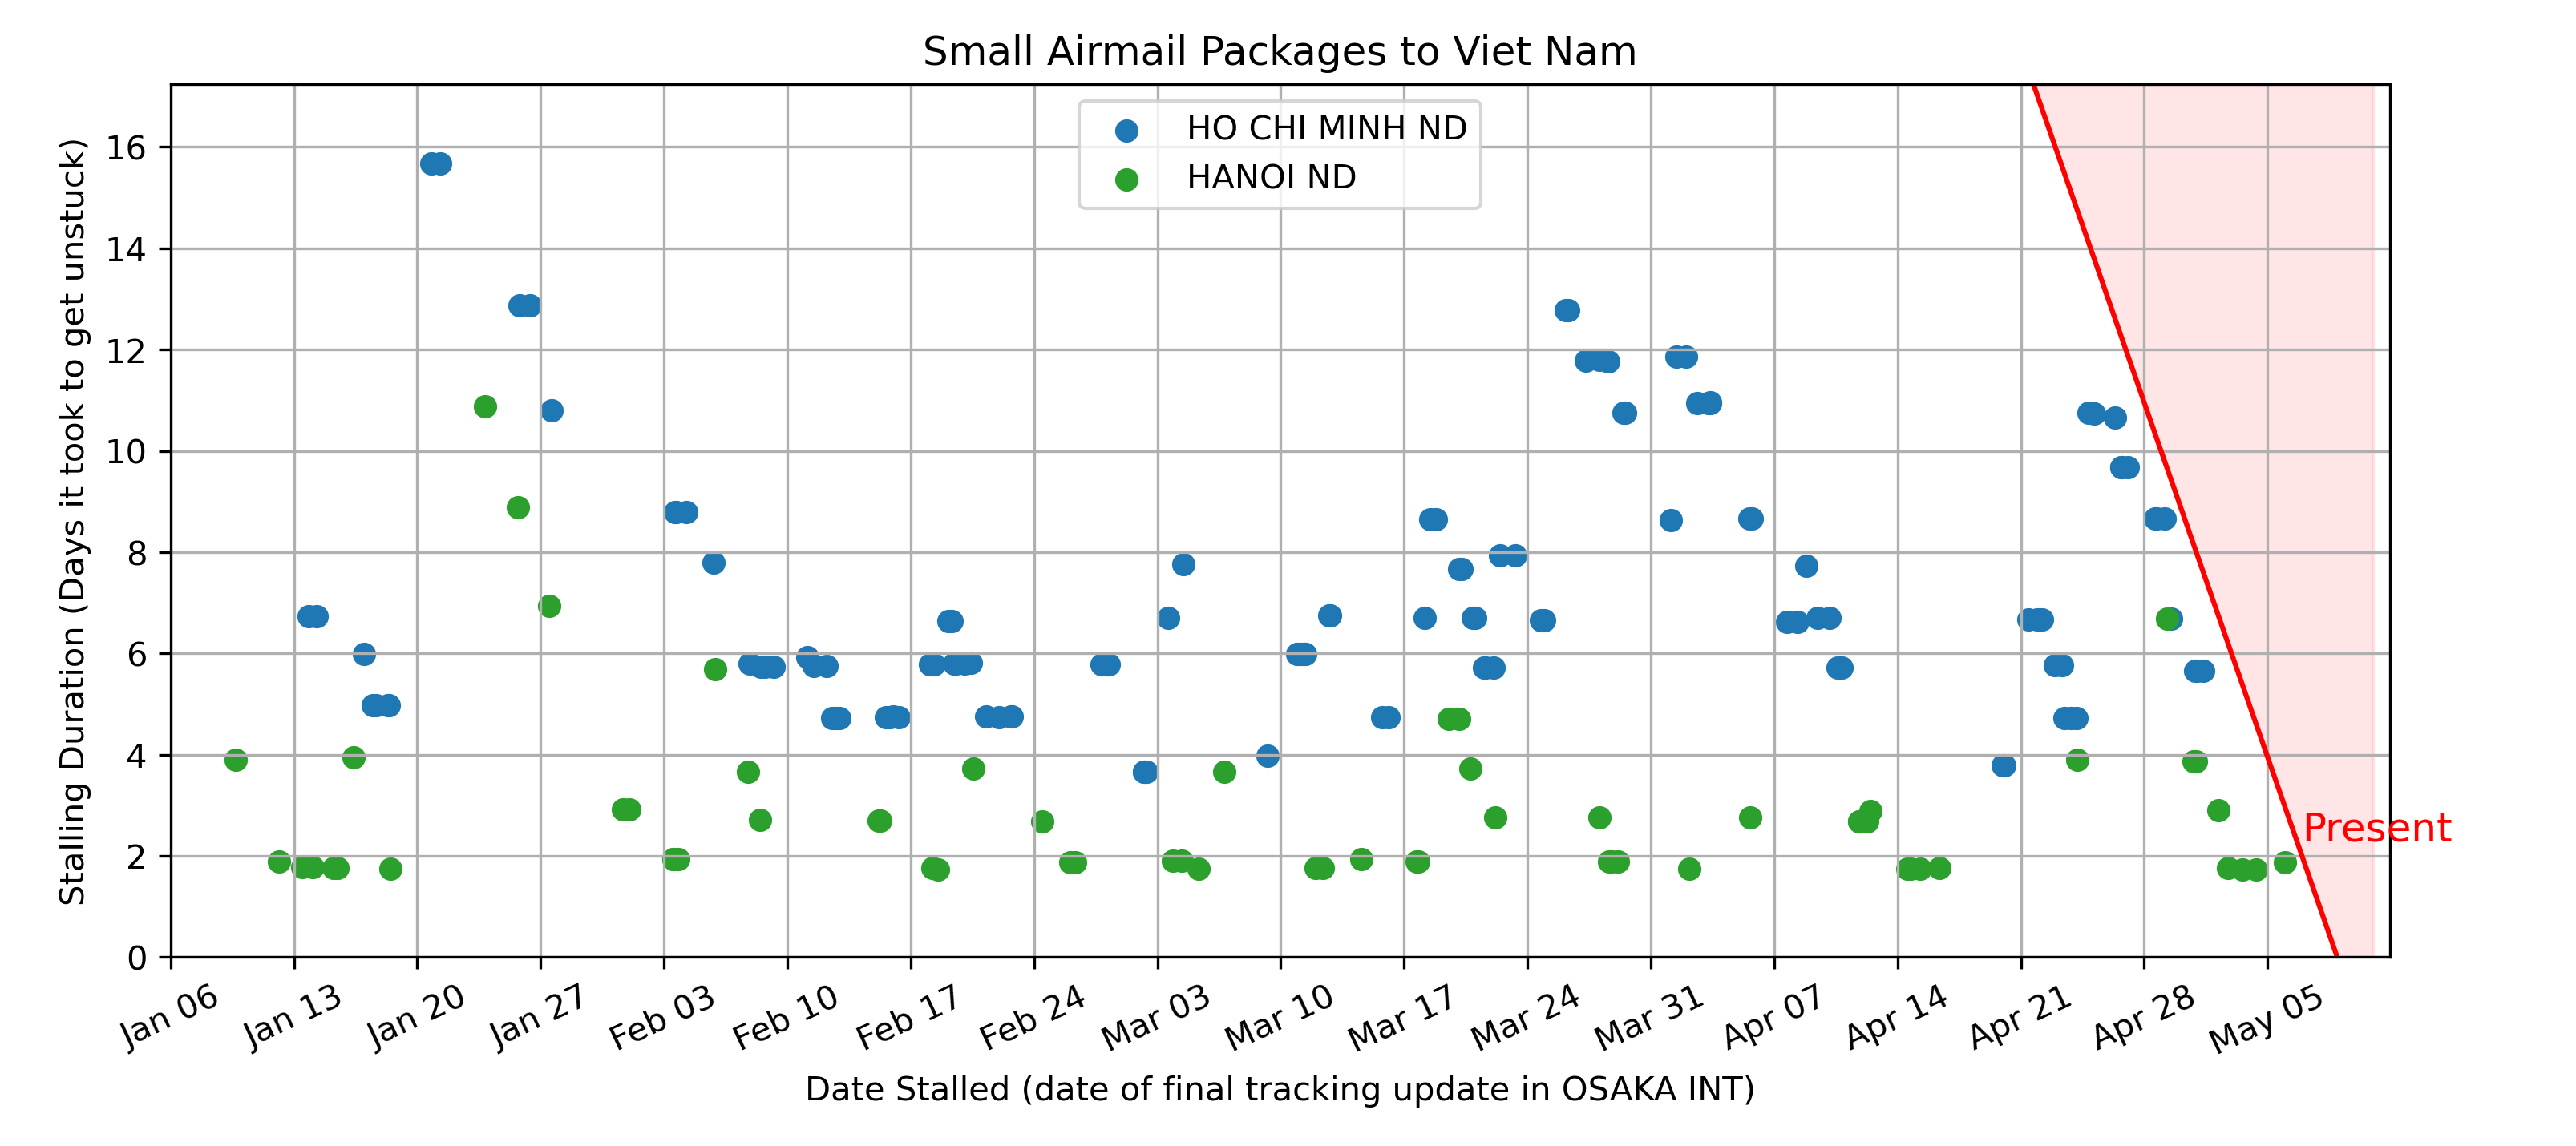 Small Airmail Packages to Viet Nam
HO CHI MINH ND
HANOI ND
Stalling Duration (Days it took to get unstuck)
16
14
12
10
8
6
4
2
0
Present
Jan 06
Jan 13
Jan 20
Jan 27
Feb 03
Feb 10
Feb 17
Feb 24
Mar 03
Mar 10
Mar 17
Mar 24
Mar 31
Apr 07
Apr 14
Apr 21
Apr 28
May 05
Date Stalled (date of final tracking update in OSAKA INT)